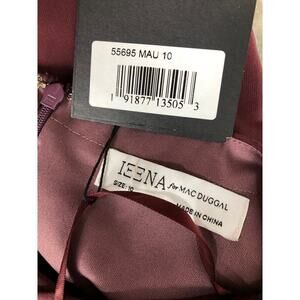 55695 MAU 10
1 91877 13505 3
IEENA for MAC DUGGAL
SIZE: 10
MADE IN CHINA